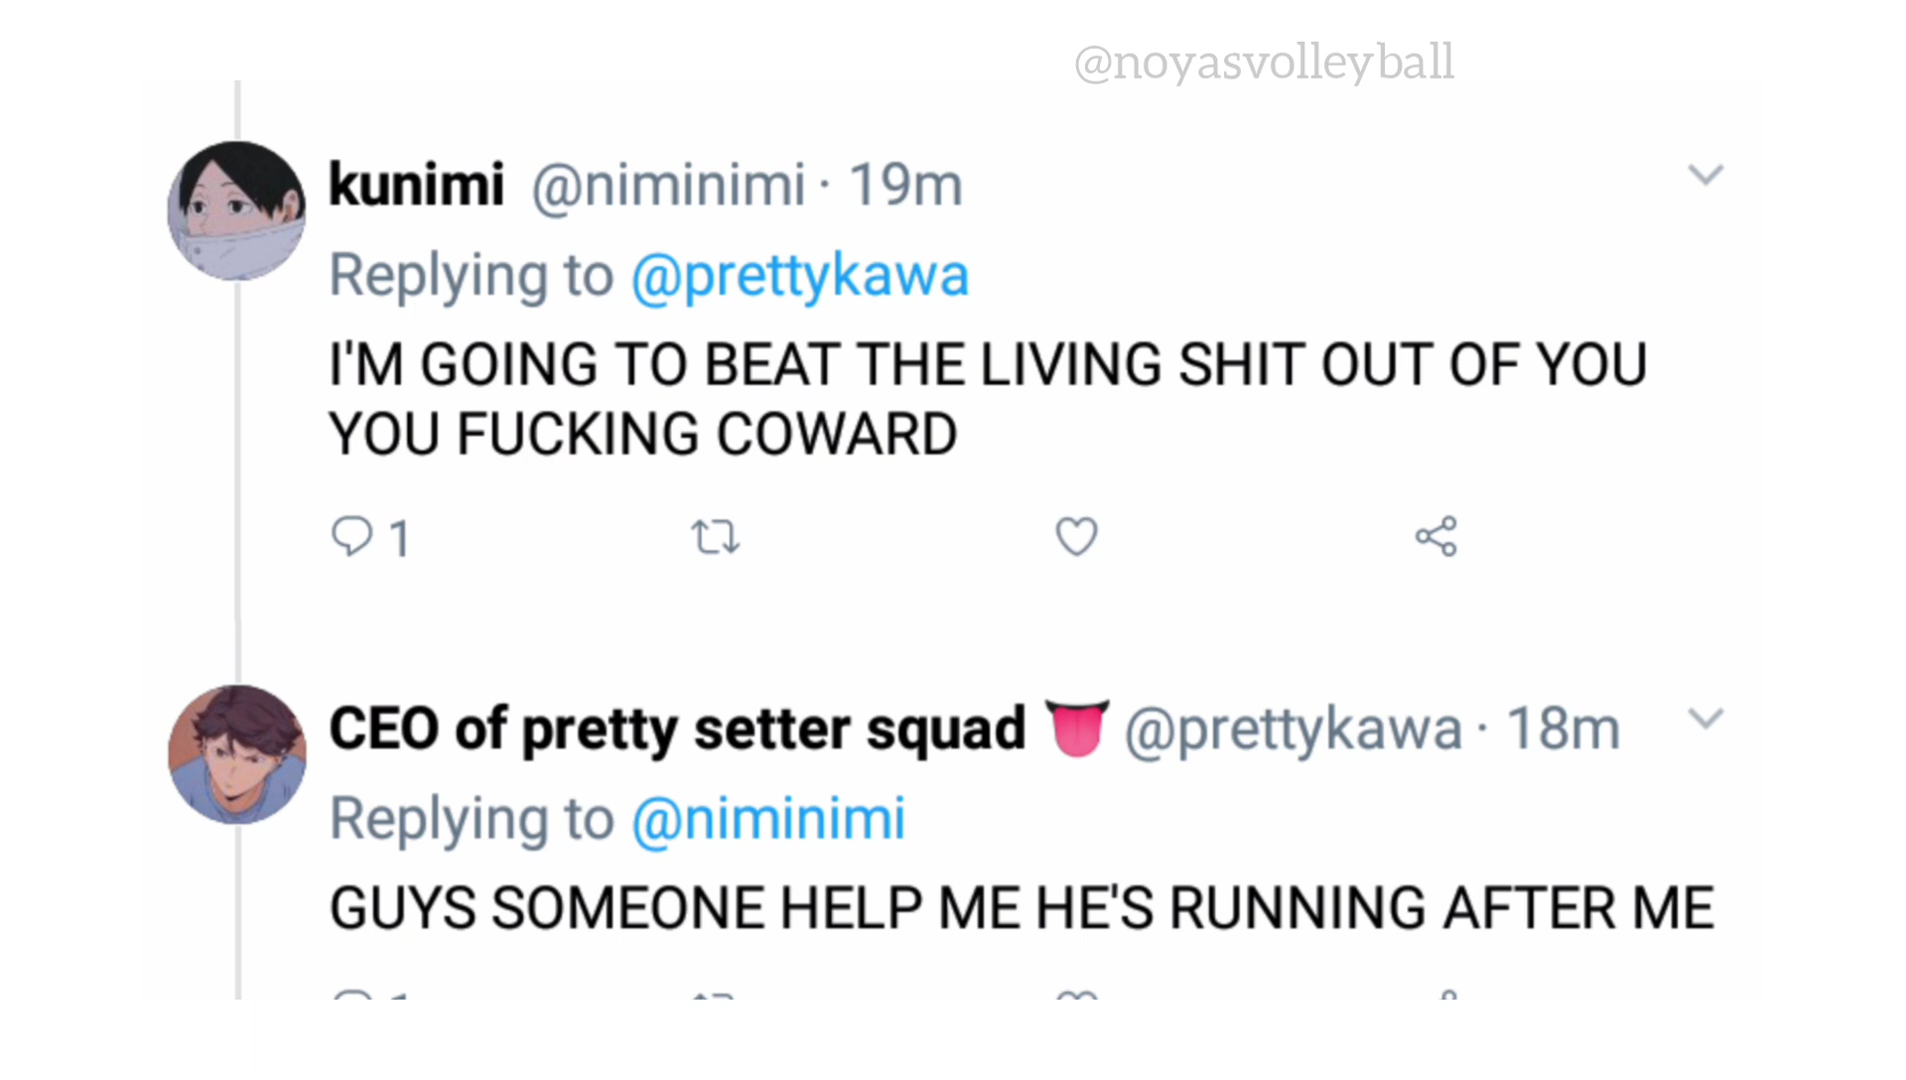 @noyasvolleyball
kunimi @niminimi · 19m
Replying to @prettykawa
I'M GOING TO BEAT THE LIVING SHIT OUT OF YOU
YOU FUCKING COWARD
1
CEO of pretty setter squad 👅 @prettykawa · 18m
Replying to @niminimi
GUYS SOMEONE HELP ME HE'S RUNNING AFTER ME